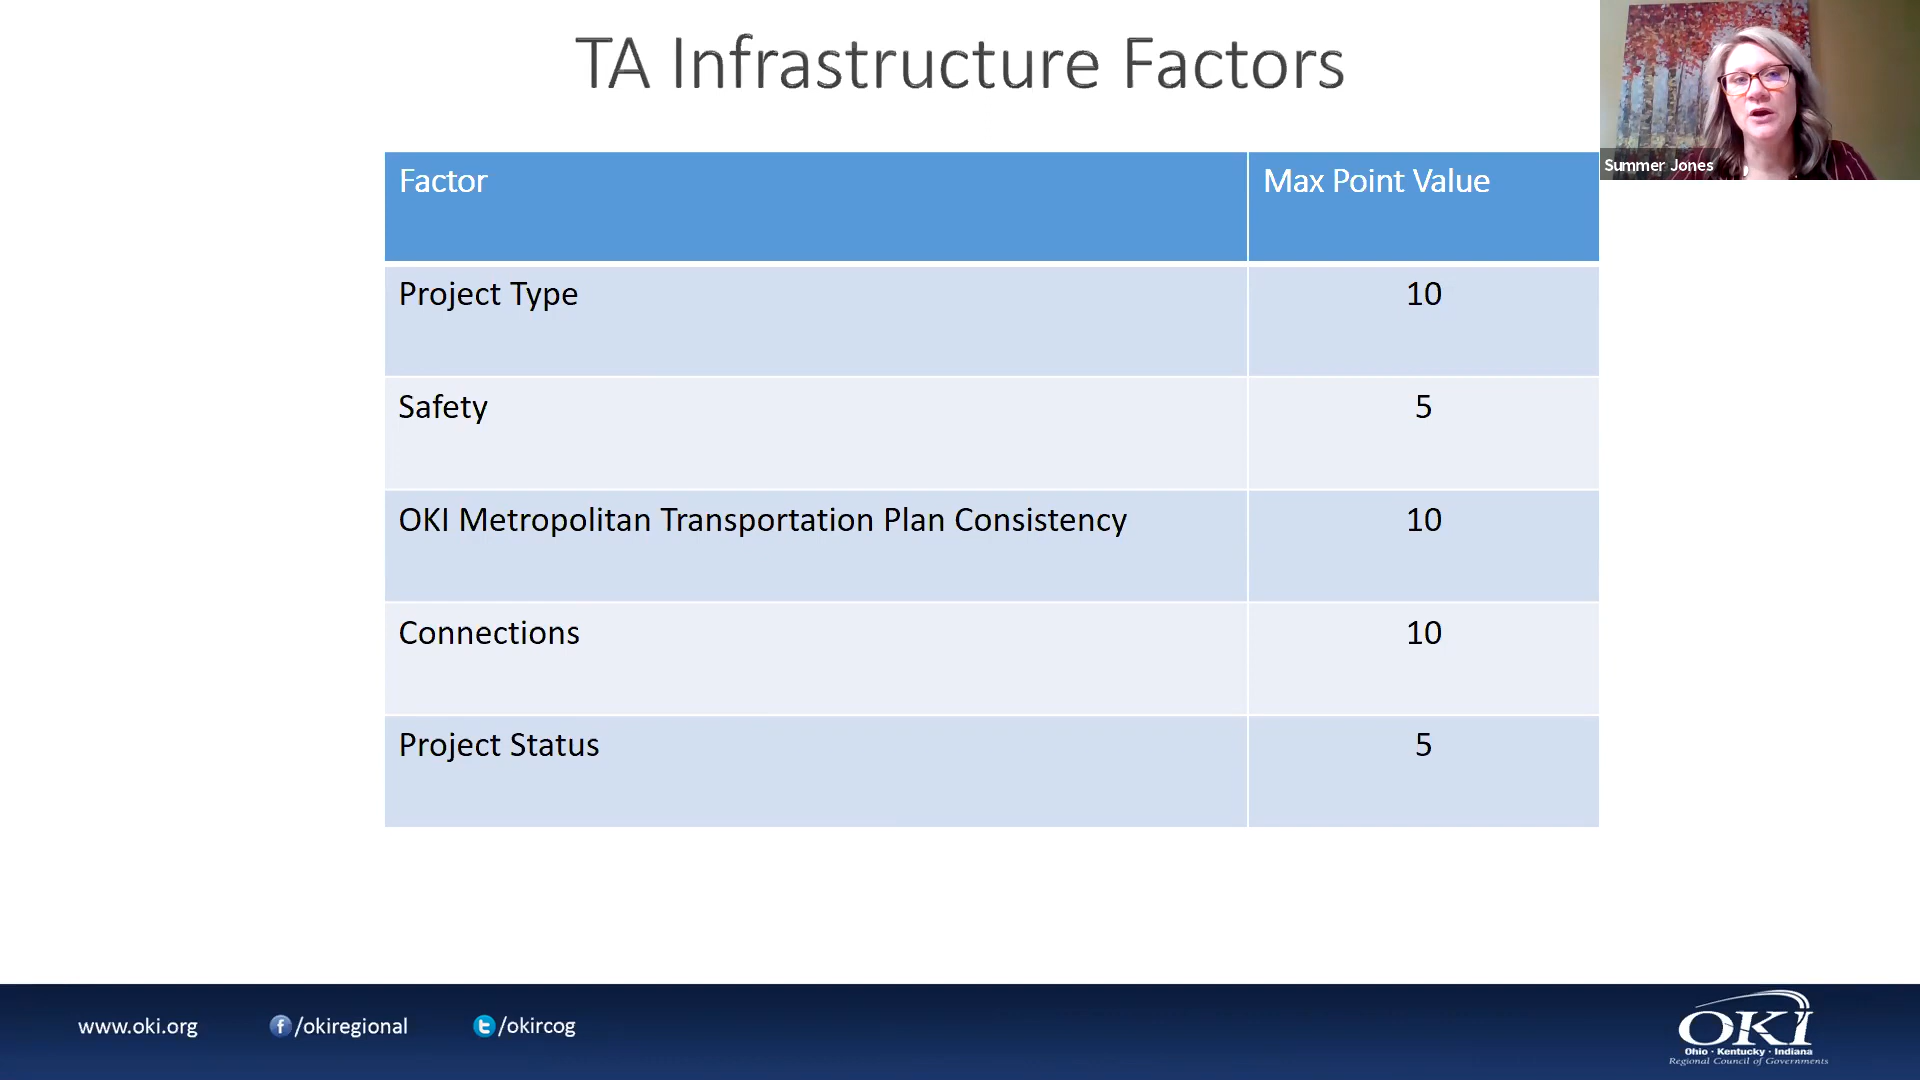 TA Infrastructure Factors
Summer Jones
Factor Max Point Value
Project Type 10
Safety 5
OKI Metropolitan Transportation Plan Consistency 10
Connections 10
Project Status 5
www.oki.org f/okiregional t/okircog
OKI
Ohio · Kentucky · Indiana
Regional Council of Governments